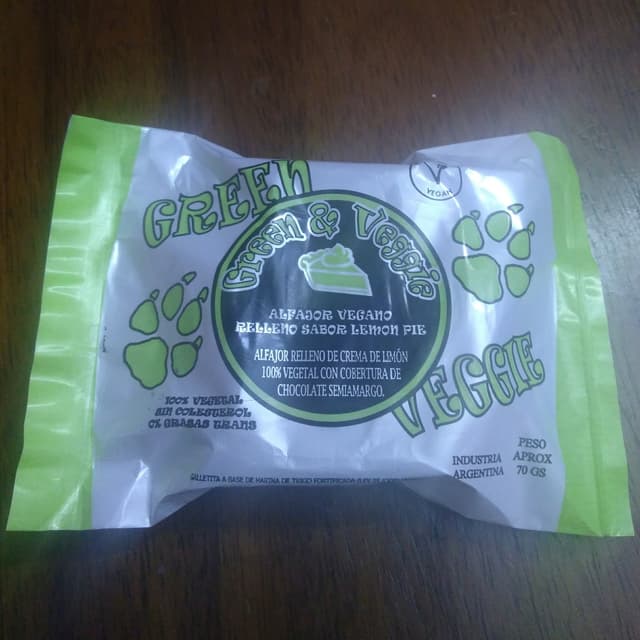 GREEN
V
VEGAN
Green & Veggie
ALFAJOR VEGANO
RELLENO SABOR LEMON PIE
ALFAJOR RELLENO DE CREMA DE LIMÓN
100% VEGETAL CON COBERTURA DE
CHOCOLATE SEMIAMARGO.
VEGGIE
100% VEGETAL
SIN COLESTEROL
0% GRASAS TRANS
INDUSTRIA
ARGENTINA
PESO
APROX
70 GS
GALLETITA A BASE DE HARINA DE TRIGO FORTIFICADA